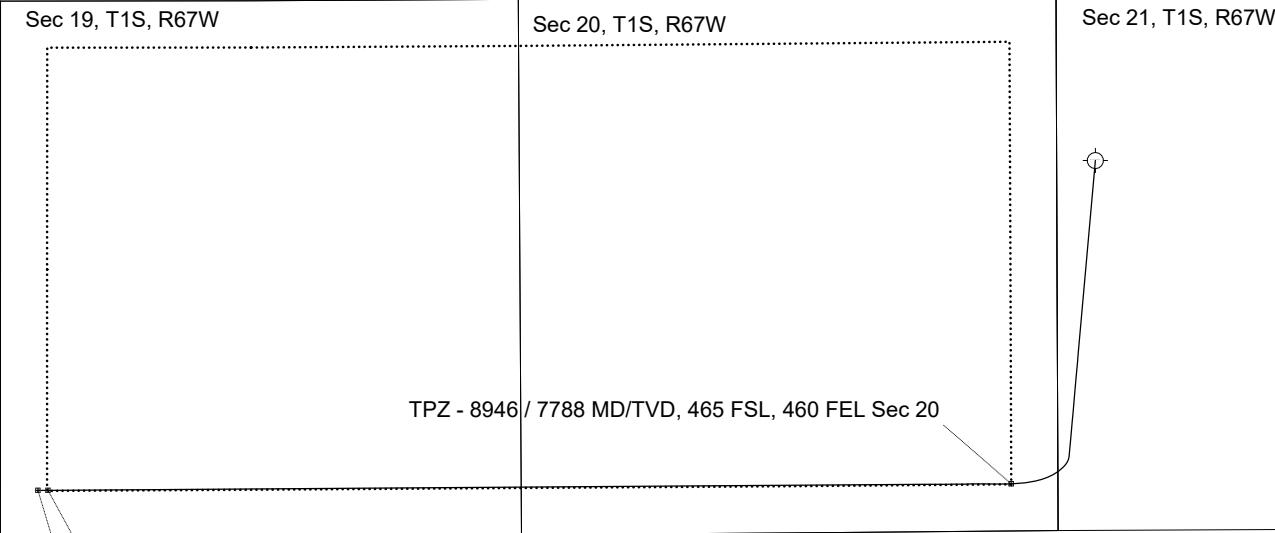 Sec 19, T1S, R67W
Sec 20, T1S, R67W
Sec 21, T1S, R67W
TPZ - 8946 / 7788 MD/TVD, 465 FSL, 460 FEL Sec 20